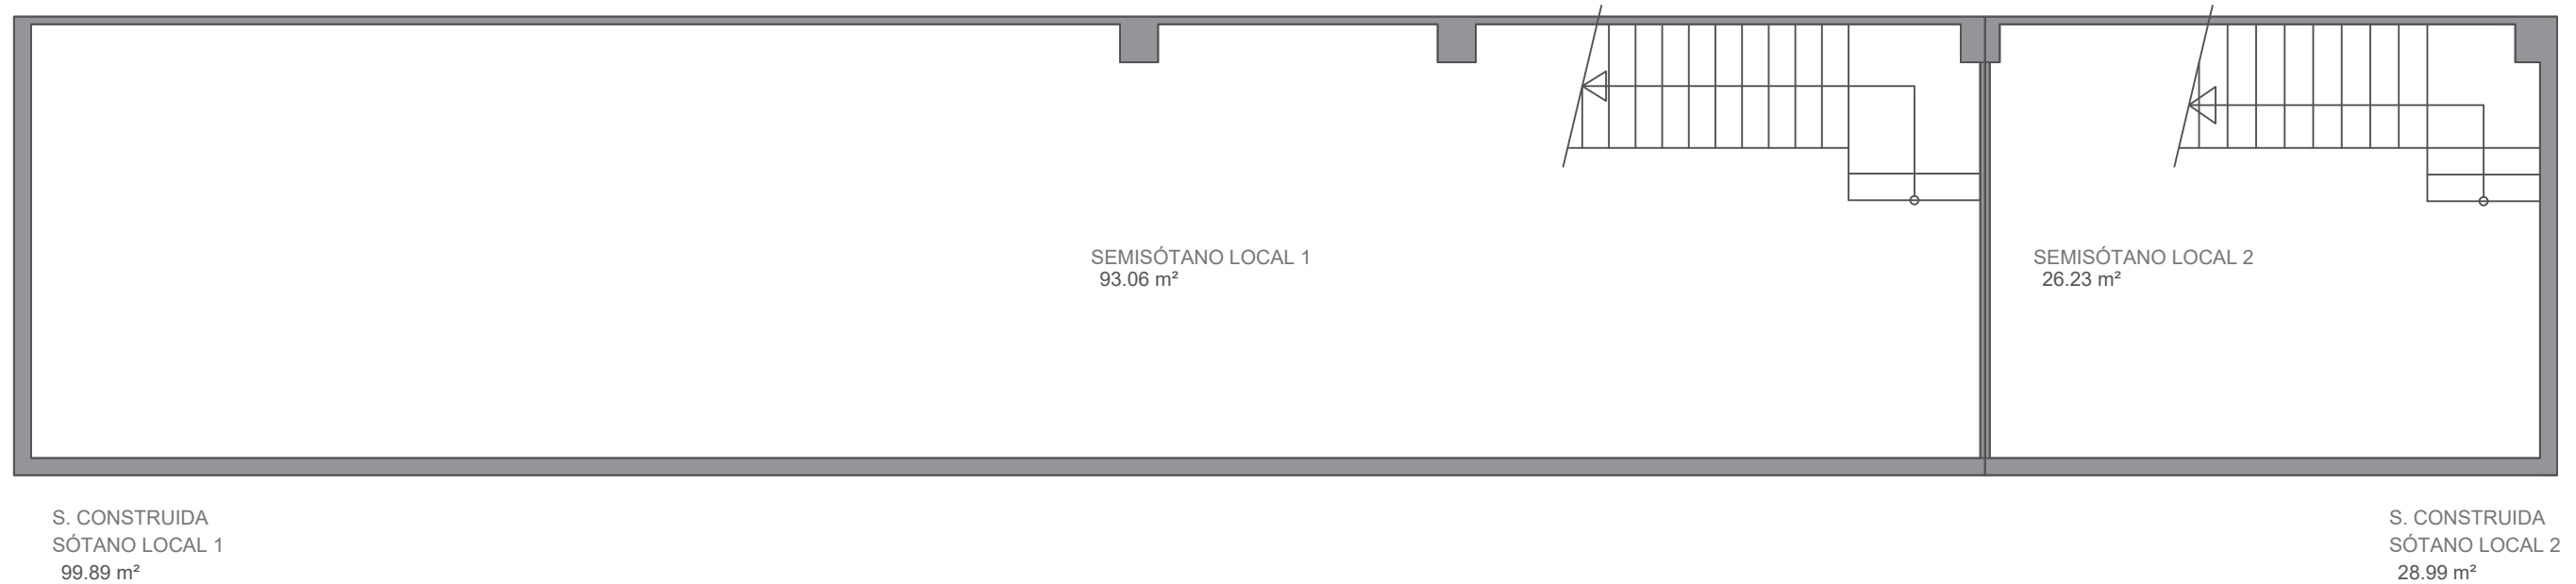 SEMISÓTANO LOCAL 1
93.06 m²
SEMISÓTANO LOCAL 2
26.23 m²
S. CONSTRUIDA
SÓTANO LOCAL 1
99.89 m²
S. CONSTRUIDA
SÓTANO LOCAL 2
28.99 m²